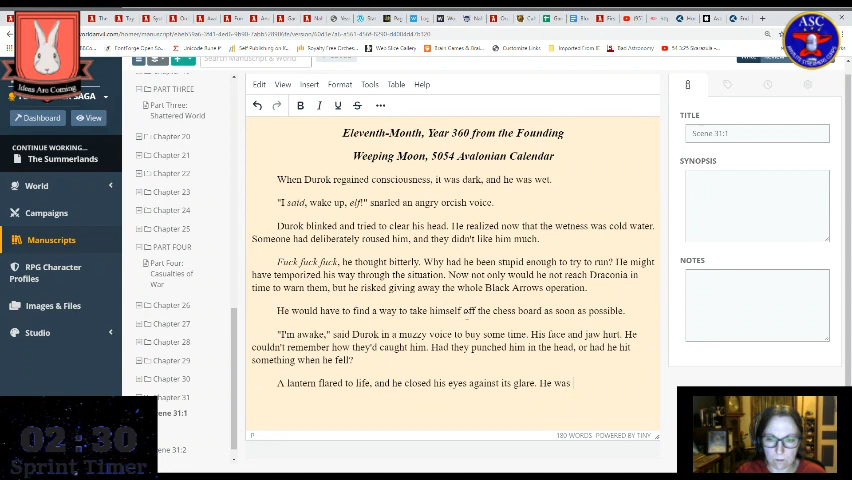 Ideas Are Coming
SAGA
Dashboard
View
CONTINUE WORKING...
The Summerlands
World
Campaigns
Manuscripts
RPG Character
Profiles
Images & Files
Studio
02:30
Sprint Timer
PART THREE
Part Three:
Shattered
World
Chapter 20
Chapter 21
Chapter 22
Chapter 23
Chapter 24
Chapter 25
PART FOUR
Part Four:
Casualties of
War
Chapter 26
Chapter 27
Chapter 28
Chapter 29
Chapter 30
Chapter 31
Scene 31:1
Scene 31:2
Search Manuscript & World
Edit View Insert Format Tools Table Help
B I U S
Eleventh-Month, Year 360 from the Founding
Weeping Moon, 5054 Avalonian Calendar
When Durok regained consciousness, it was dark, and he was wet.
"I said, wake up, elf!" snarled an angry orcish voice.
Durok blinked and tried to clear his head. He realized now that the wetness was cold water.
Someone had deliberately roused him, and they didn't like him much.
Fuck fuck fuck, he thought bitterly. Why had he been stupid enough to try to run? He might
have temporized his way through the situation. Now not only would he not reach Draconia in
time to warn them, but he risked giving away the whole Black Arrows operation.
He would have to find a way to take himself off the chess board as soon as possible.
"I'm awake," said Durok in a muzzy voice to buy some time. His face and jaw hurt. He
couldn't remember how they'd caught him. Had they punched him in the head, or had he hit
something when he fell?
A lantern flared to life, and he closed his eyes against its glare. He was
P
180 WORDS POWERED BY TINY
TITLE
Scene 31:1
SYNOPSIS
NOTES
ASC